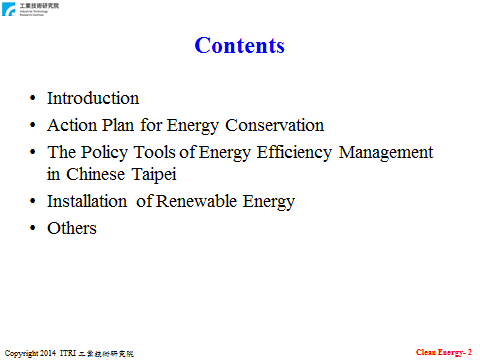 工業技術研究院
Industrial Technology
Research Institute
Contents
• Introduction
• Action Plan for Energy Conservation
• The Policy Tools of Energy Efficiency Management
in Chinese Taipei
• Installation of Renewable Energy
• Others
Copyright 2014 ITRI 工業技術研究院
Clean Energy- 2